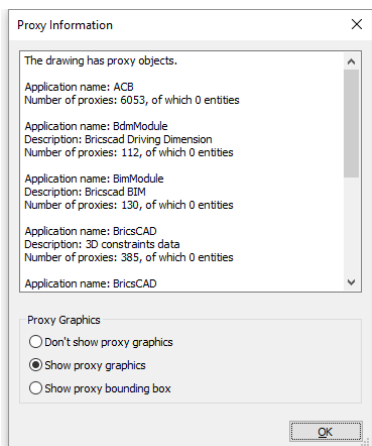 Proxy Information
The drawing has proxy objects.
Application name: ACB
Number of proxies: 6053, of which 0 entities
Application name: BdmModule
Description: Bricscad Driving Dimension
Number of proxies: 112, of which 0 entities
Application name: BimModule
Description: Bricscad BIM
Number of proxies: 130, of which 0 entities
Application name: BricsCAD
Description: 3D constraints data
Number of proxies: 385, of which 0 entities
Application name: BricsCAD
Proxy Graphics
Don't show proxy graphics
Show proxy graphics
Show proxy bounding box
OK